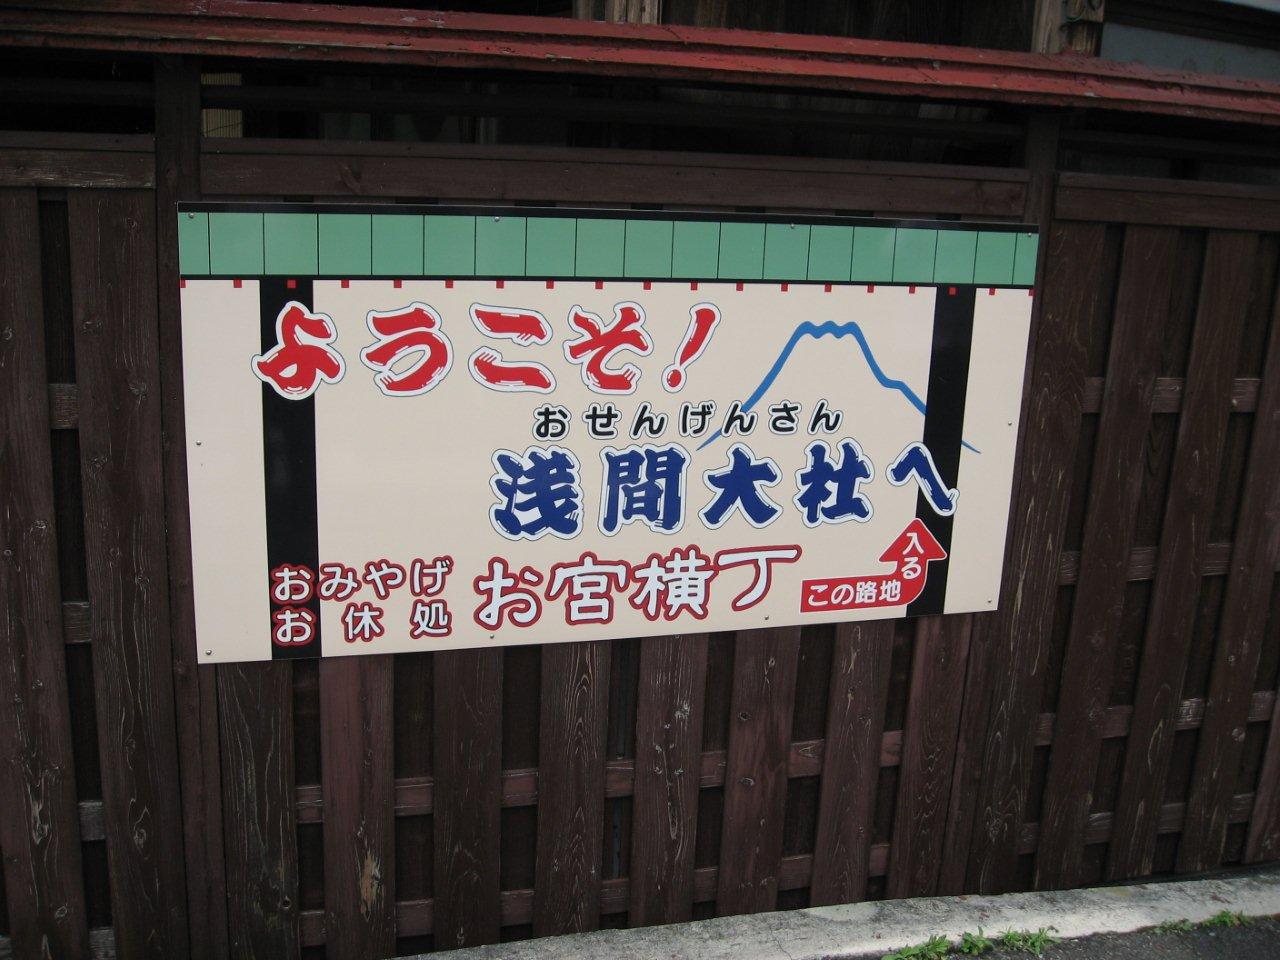 ようこそ!
おせんげんさん
浅間大社へ
おみやげ
お休処
お宮横丁
この路地
入る